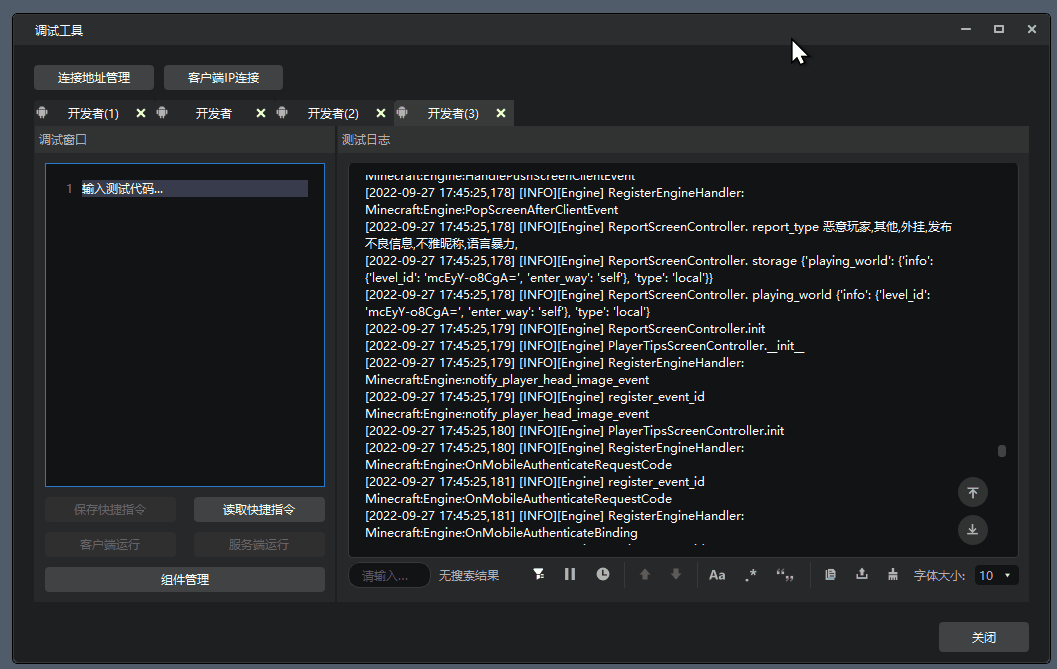 调试工具
连接地址管理 客户端IP连接
开发者(1) 开发者 开发者(2) 开发者(3)
调试窗口
1 输入测试代码...
保存快捷指令 读取快捷指令
客户端运行 服务端运行
组件管理
测试日志
Minecraft:Engine:HandlePushScreenClientEvent
[2022-09-27 17:45:25,178] [INFO][Engine] RegisterEngineHandler:
Minecraft:Engine:PopScreenAfterClientEvent
[2022-09-27 17:45:25,178] [INFO][Engine] ReportScreenController. report_type 恶意玩家,其他,外挂,发布
不良信息,不雅昵称,语言暴力,
[2022-09-27 17:45:25,178] [INFO][Engine] ReportScreenController. storage {'playing_world': {'info':
{'level_id': 'mcEyY-o8CgA=', 'enter_way': 'self'}, 'type': 'local'}}
[2022-09-27 17:45:25,178] [INFO][Engine] ReportScreenController. playing_world {'info': {'level_id':
'mcEyY-o8CgA=', 'enter_way': 'self'}, 'type': 'local'}
[2022-09-27 17:45:25,179] [INFO][Engine] ReportScreenController.init
[2022-09-27 17:45:25,179] [INFO][Engine] PlayerTipsScreenController.__init__
[2022-09-27 17:45:25,179] [INFO][Engine] RegisterEngineHandler:
Minecraft:Engine:notify_player_head_image_event
[2022-09-27 17:45:25,179] [INFO][Engine] register_event_id
Minecraft:Engine:notify_player_head_image_event
[2022-09-27 17:45:25,180] [INFO][Engine] PlayerTipsScreenController.init
[2022-09-27 17:45:25,180] [INFO][Engine] RegisterEngineHandler:
Minecraft:Engine:OnMobileAuthenticateRequestCode
[2022-09-27 17:45:25,181] [INFO][Engine] register_event_id
Minecraft:Engine:OnMobileAuthenticateRequestCode
[2022-09-27 17:45:25,181] [INFO][Engine] RegisterEngineHandler:
Minecraft:Engine:OnMobileAuthenticateBinding
请输入... 无搜索结果 Aa .* “,, 字体大小: 10
关闭